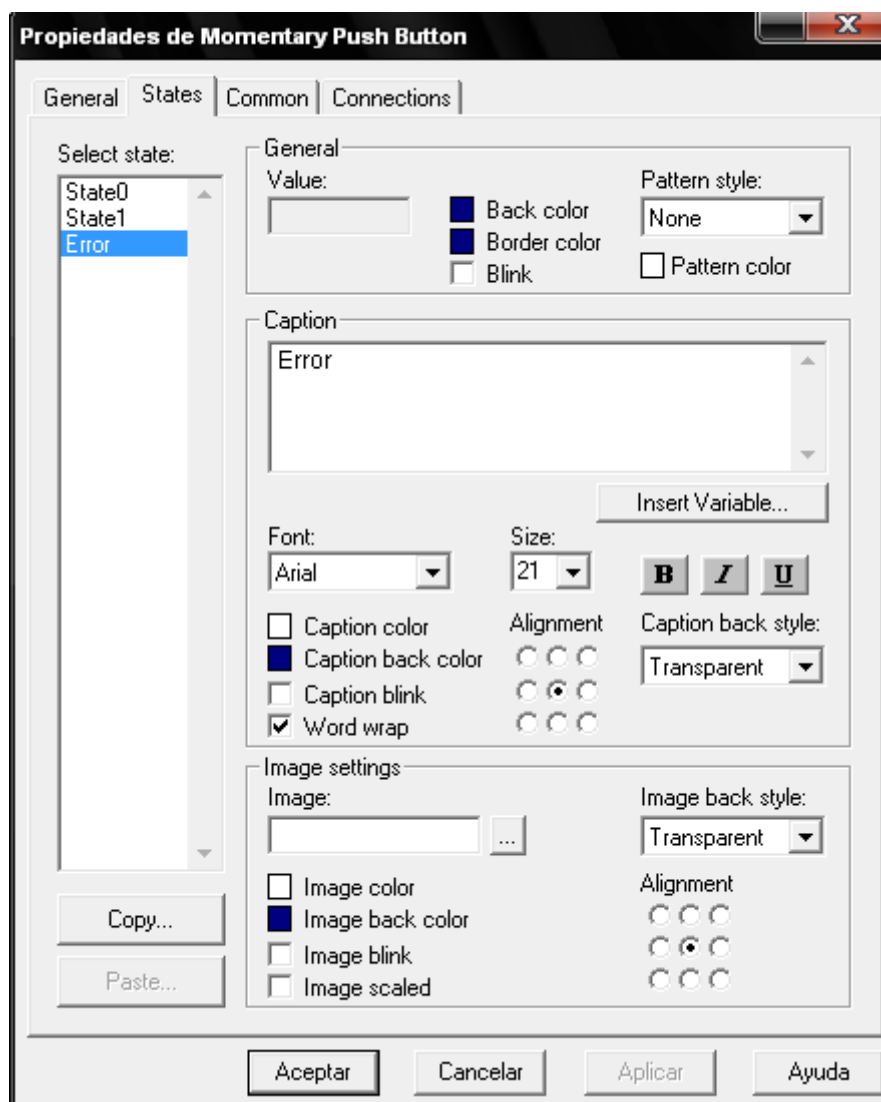 Propiedades de Momentary Push Button
General States Common Connections
Select state:
State0
State1
Error
General
Value:
Back color
Border color
Blink
Pattern style:
None
Pattern color
Caption
Error
Insert Variable...
Font:
Arial
Size:
21
B I U
Caption color
Caption back color
Caption blink
Word wrap
Alignment
Caption back style:
Transparent
Image settings
Image:
...
Image back style:
Transparent
Image color
Image back color
Image blink
Image scaled
Alignment
Copy...
Paste...
Aceptar Cancelar Aplicar Ayuda